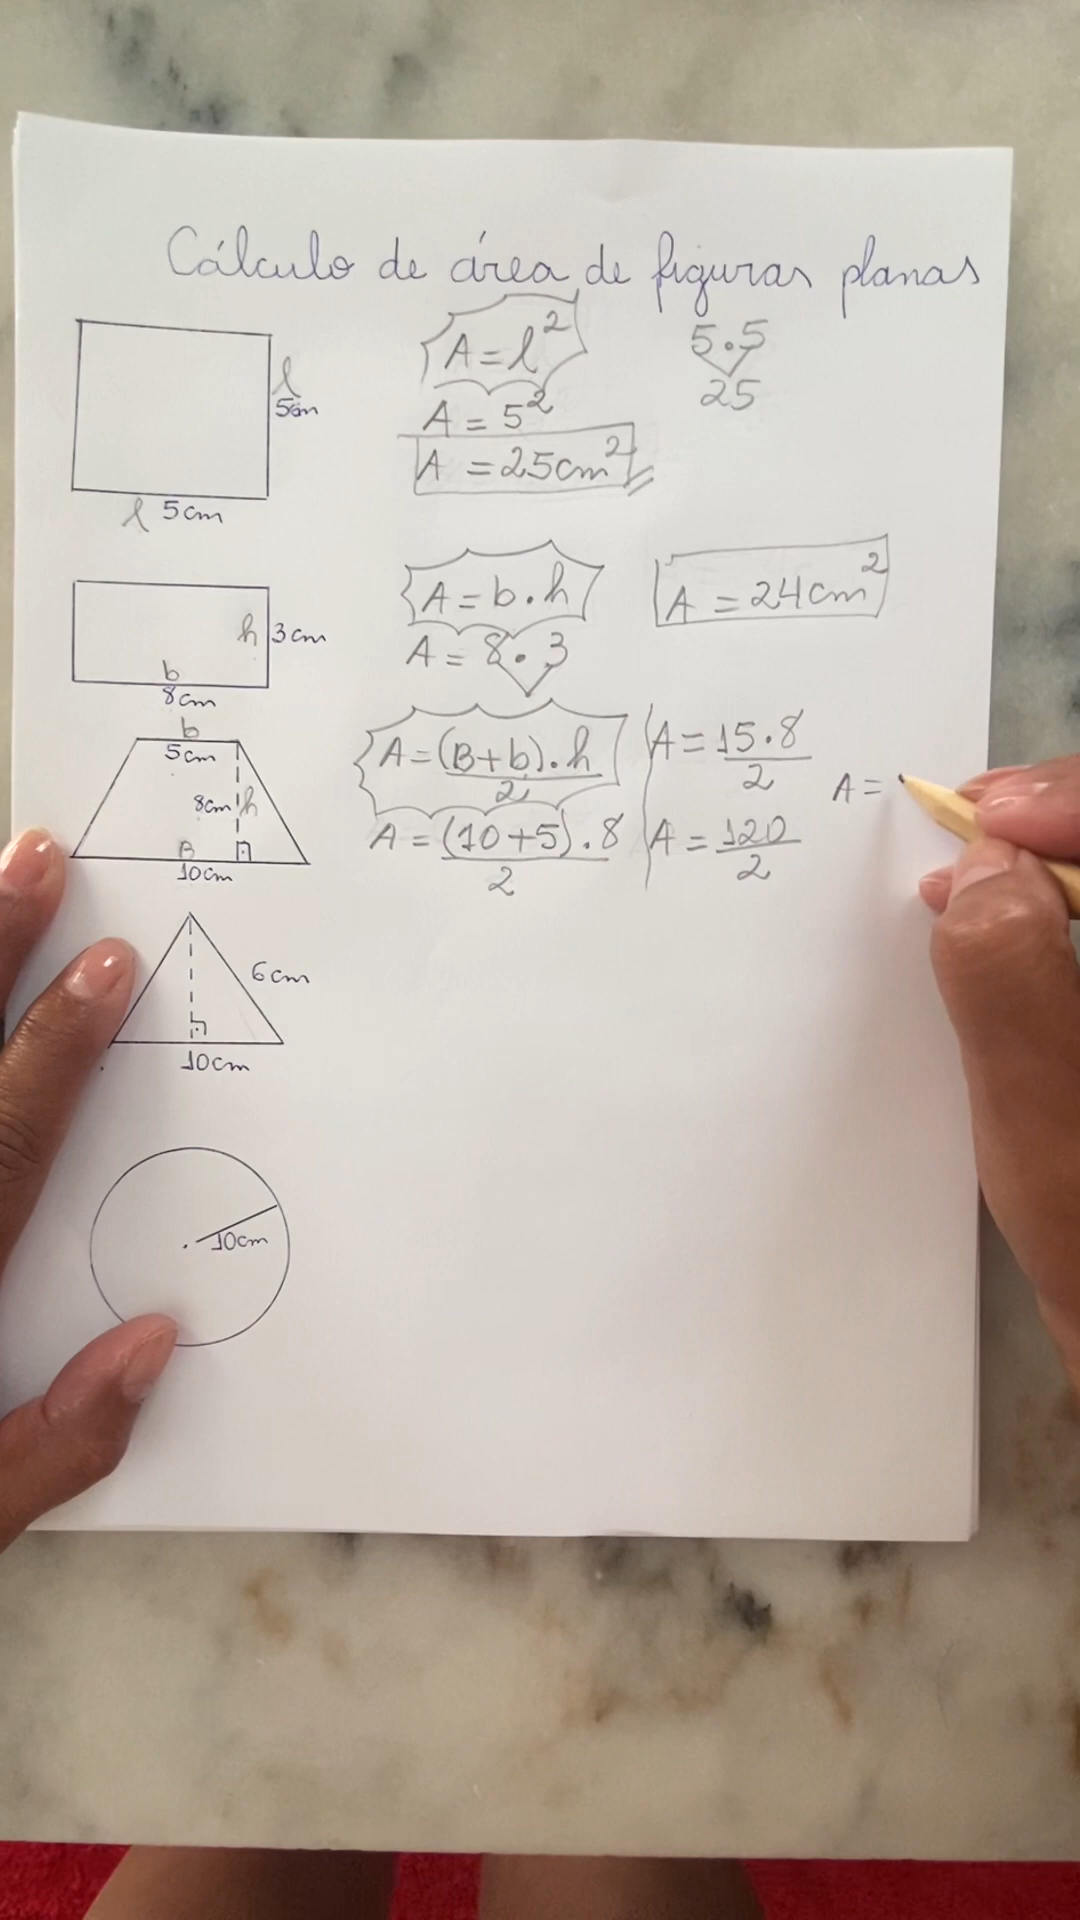 Cálculo de área de figuras planas
l
5cm
l 5cm
A = l²
A = 5²
A = 25cm²
5.5
25
h 3cm
b
8cm
A = b.h
A = 8.3
A = 24cm²
b
5cm
8cm h
B
10cm
A = (B+b).h
2
A = (10+5).8
2
A = 15.8
2
A = 120
2
A =
6cm
10cm
10cm